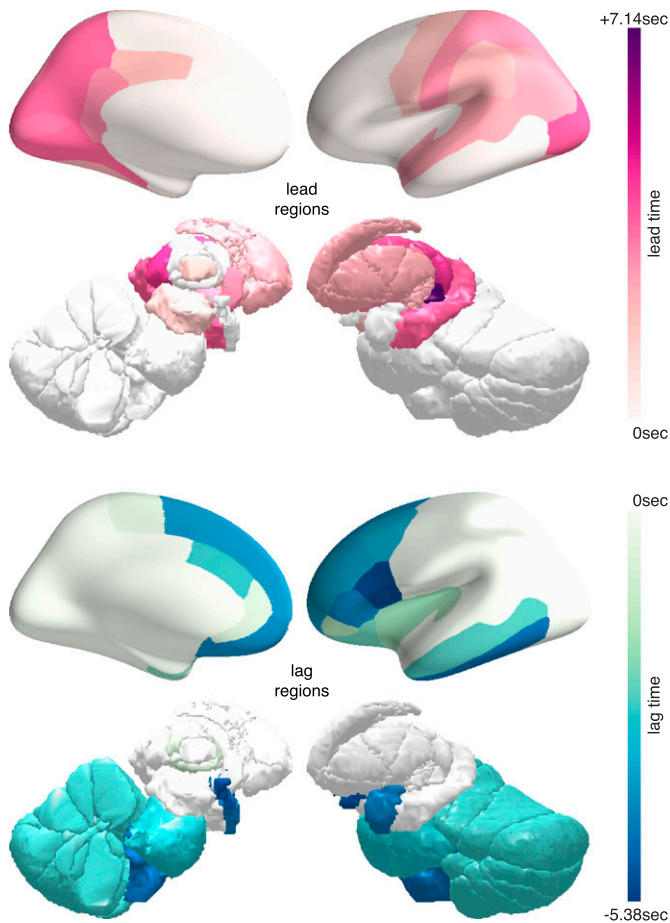 +7.14sec
lead
regions
lead time
0sec
0sec
lag
regions
lag time
-5.38sec